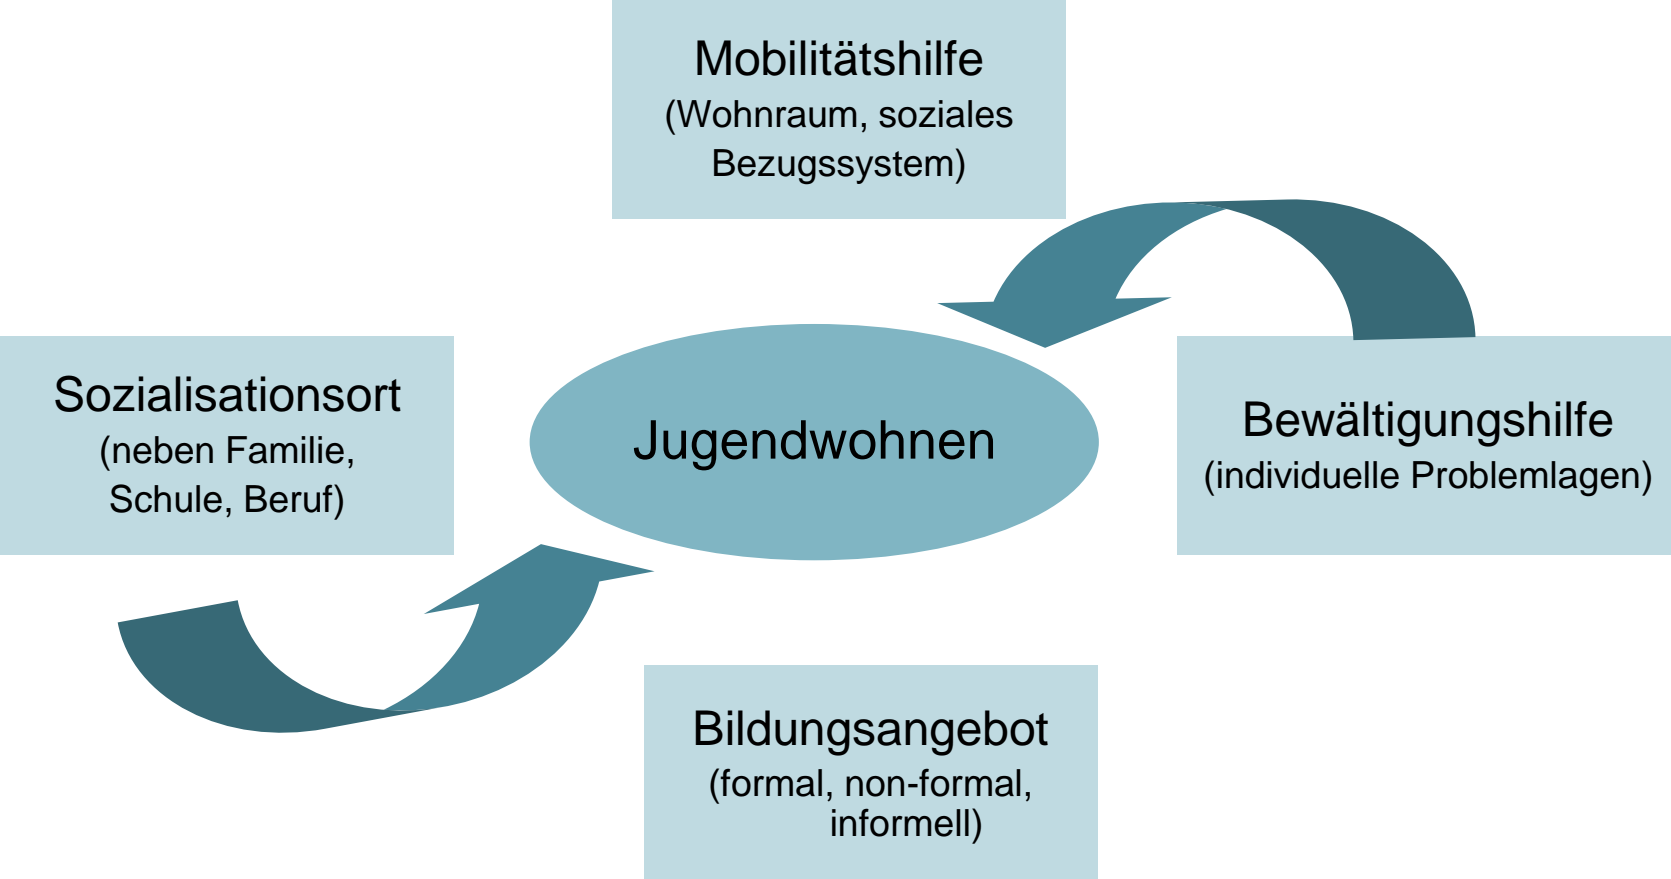 Mobilitätshilfe
(Wohnraum, soziales
Bezugssystem)
Sozialisationsort
(neben Familie,
Schule, Beruf)
Jugendwohnen
Bewältigungshilfe
(individuelle Problemlagen)
Bildungsangebot
(formal, non-formal,
informell)